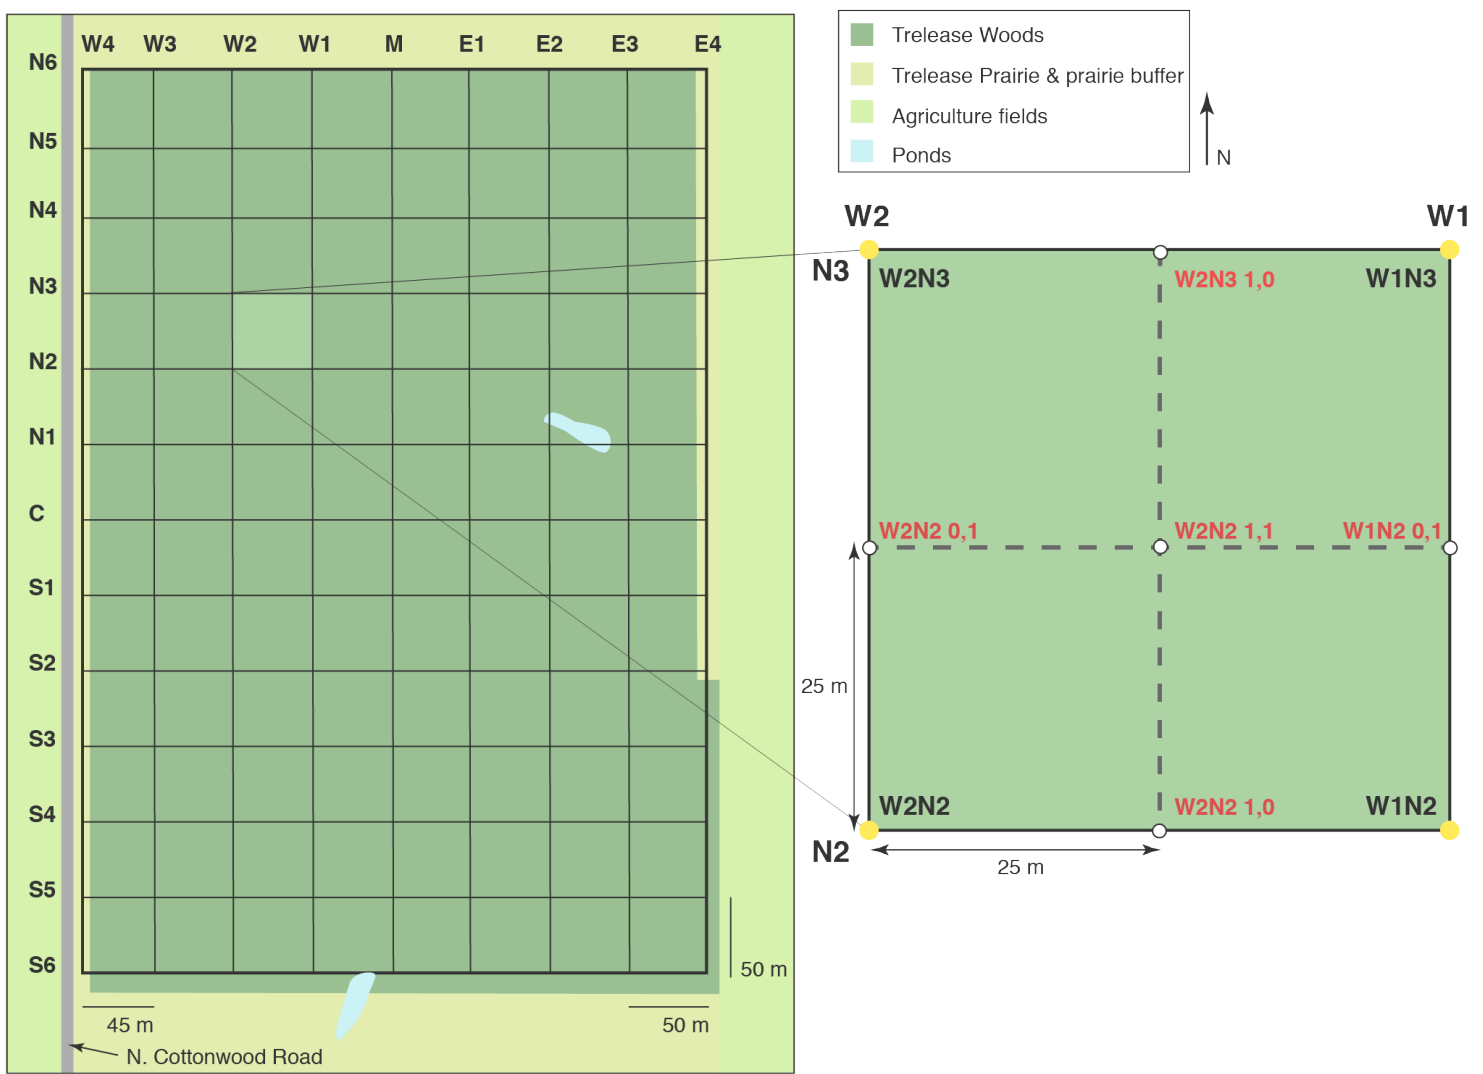 W4 W3 W2 W1 M E1 E2 E3 E4
N6
N5
N4
N3
N2
N1
C
S1
S2
S3
S4
S5
S6
50 m
45 m
50 m
N. Cottonwood Road
Trelease Woods
Trelease Prairie & prairie buffer
Agriculture fields
Ponds
N
W2 W1
N3
W2N3 W2N3 1,0 W1N3
W2N2 0,1 W2N2 1,1 W1N2 0,1
25 m
W2N2 W2N2 1,0 W1N2
N2
25 m